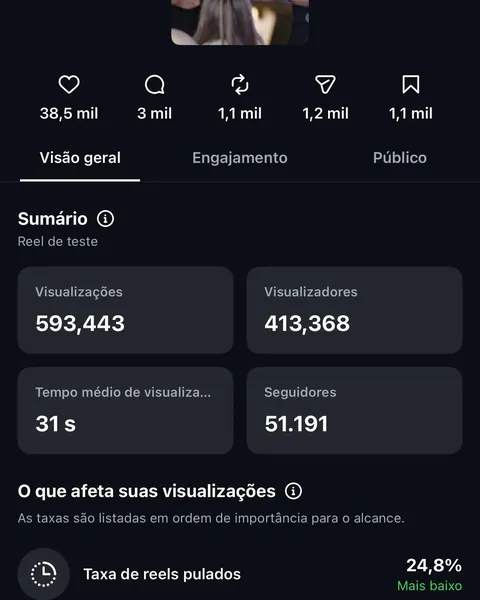 38,5 mil 3 mil 1,1 mil 1,2 mil 1,1 mil
Visão geral Engajamento Público
Sumário
Reel de teste
Visualizações Visualizadores
593,443 413,368
Tempo médio de visualiza... Seguidores
31 s 51.191
O que afeta suas visualizações
As taxas são listadas em ordem de importância para o alcance.
Taxa de reels pulados 24,8%
Mais baixo